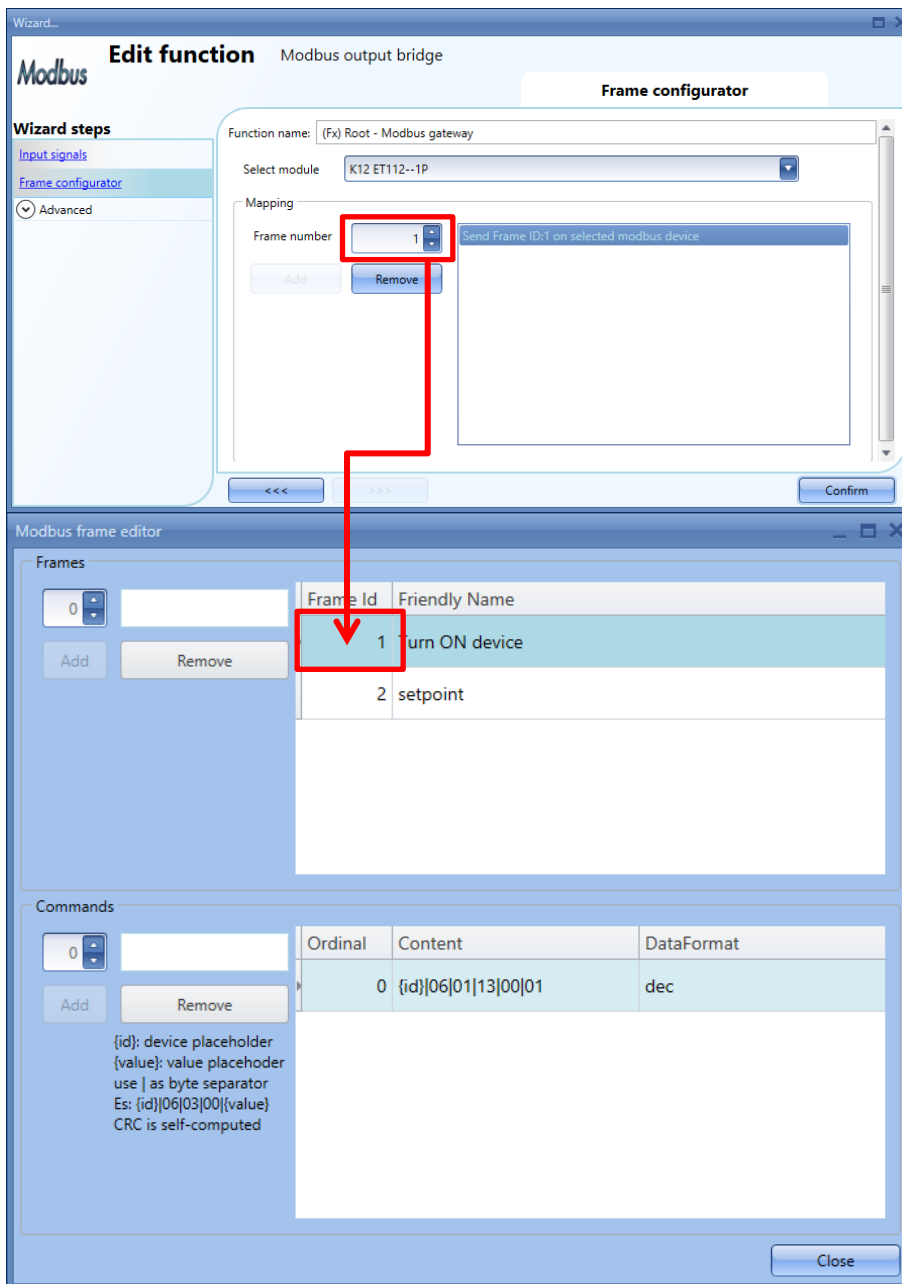 Wizard...
Modbus
Edit function
Modbus output bridge
Frame configurator
Wizard steps
Input signals
Frame configurator
Advanced
Function name: (Fx) Root - Modbus gateway
Select module K12 ET112--1P
Mapping
Frame number 1
Send Frame ID:1 on selected modbus device
Add Remove
<<< >>> Confirm
Modbus frame editor
Frames
0
Add Remove
Frame Id Friendly Name
1 Turn ON device
2 setpoint
Commands
0
Add Remove
{id}: device placeholder
{value}: value placehoder
use | as byte separator
Es: {id}|06|03|00|{value}
CRC is self-computed
Ordinal Content DataFormat
0 {id}|06|01|13|00|01 dec
Close